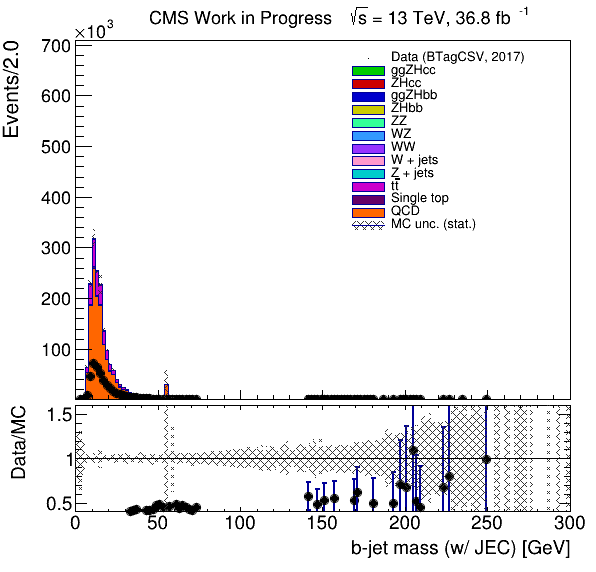 CMS Work in Progress √s = 13 TeV, 36.8 fb⁻¹
×10³
Events/2.0
700
600
500
400
300
200
100
Data (BTagCSV, 2017)
ggZHcc
ZHcc
ggZHbb
ZHbb
ZZ
WZ
WW
W + jets
Z + jets
tt̅
Single top
QCD
MC unc. (stat.)
Data/MC
1.5
1
0.5
0 50 100 150 200 250 300
b-jet mass (w/ JEC) [GeV]